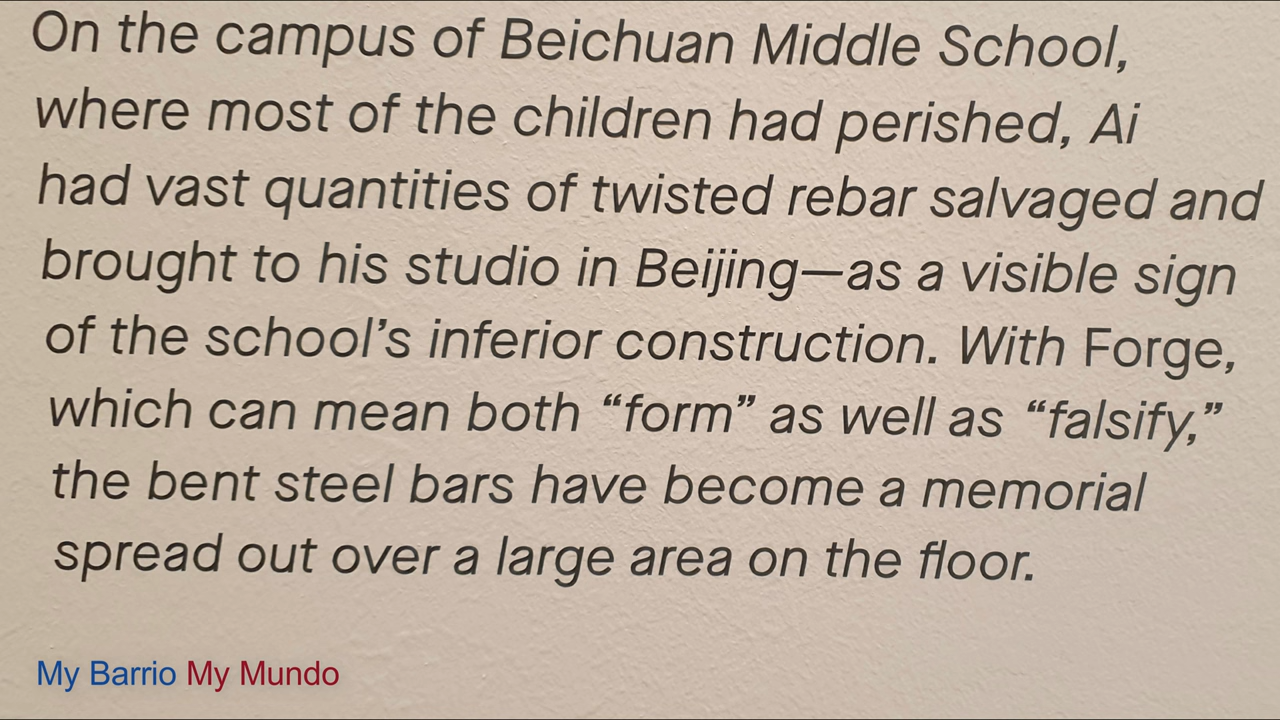 On the campus of Beichuan Middle School,
where most of the children had perished, Ai
had vast quantities of twisted rebar salvaged and
brought to his studio in Beijing—as a visible sign
of the school’s inferior construction. With Forge,
which can mean both “form” as well as “falsify,”
the bent steel bars have become a memorial
spread out over a large area on the floor.
My Barrio My Mundo